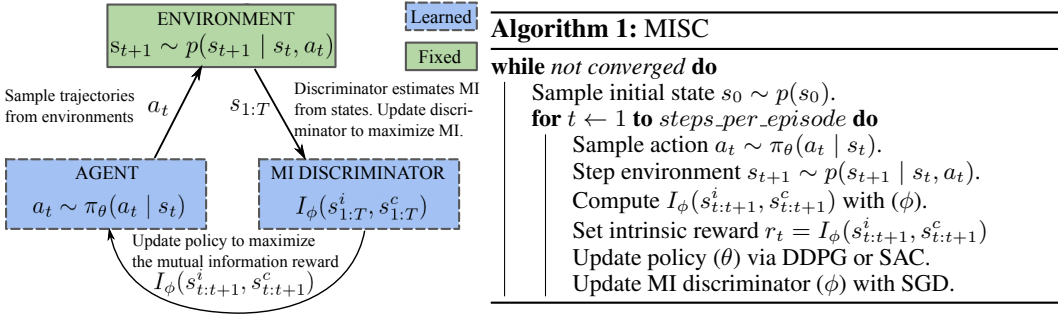 ENVIRONMENT
s_{t+1} ∼ p(s_{t+1} | s_t, a_t)
Learned
Fixed
Sample trajectories
from environments
a_t
s_{1:T}
Discriminator estimates MI
from states. Update discri-
minator to maximize MI.
AGENT
a_t ∼ π_θ(a_t | s_t)
MI DISCRIMINATOR
I_ϕ(s^i_{1:T}, s^c_{1:T})
Update policy to maximize
the mutual information reward
I_ϕ(s^i_{t:t+1}, s^c_{t:t+1})
Algorithm 1: MISC
while not converged do
Sample initial state s_0 ∼ p(s_0).
for t ← 1 to steps_per_episode do
Sample action a_t ∼ π_θ(a_t | s_t).
Step environment s_{t+1} ∼ p(s_{t+1} | s_t, a_t).
Compute I_ϕ(s^i_{t:t+1}, s^c_{t:t+1}) with (ϕ).
Set intrinsic reward r_t = I_ϕ(s^i_{t:t+1}, s^c_{t:t+1})
Update policy (θ) via DDPG or SAC.
Update MI discriminator (ϕ) with SGD.